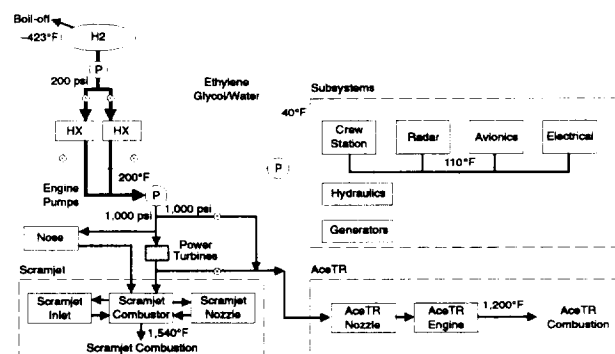 Boil-off
–423°F
H2
P
200 psi
Ethylene
Glycol/Water
Subsystems
40°F
HX
HX
Crew
Station
Radar
Avionics
Electrical
110°F
P
200°F
Engine
Pumps
P
Hydraulics
1,000 psi
1,000 psi
Generators
Nose
Power
Turbines
Scramjet
AceTR
Scramjet
Inlet
Scramjet
Combustor
Scramjet
Nozzle
AceTR
Nozzle
AceTR
Engine
1,200°F
AceTR
Combustion
1,540°F
Scramjet Combustion